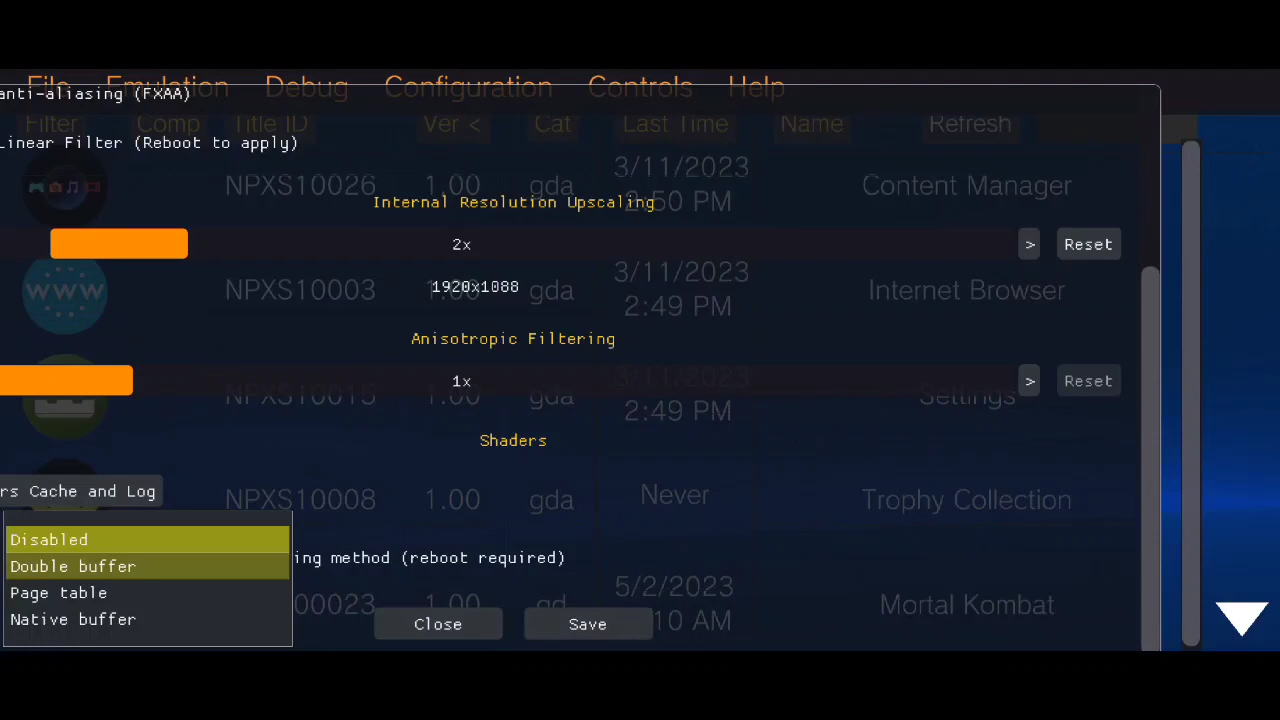 File Emulation Debug Configuration Controls Help
anti-aliasing (FXAA)
Filter Comp Title ID Ver < Cat Last Time Name Refresh
Linear Filter (Reboot to apply)
NPXS10026 1.00 gda 3/11/2023 2:50 PM Content Manager
Internal Resolution Upscaling
2x > Reset
WWW NPXS10003 1.00 gda 3/11/2023 2:49 PM Internet Browser
1920x1088
Anisotropic Filtering
1x > Reset
NPXS10015 1.00 gda 3/11/2023 2:49 PM Settings
Shaders
rs Cache and Log
NPXS10008 1.00 gda Never Trophy Collection
Disabled
ing method (reboot required)
Double buffer
Page table
Native buffer
00023 1.00 gd 5/2/2023 10 AM Mortal Kombat
Close Save